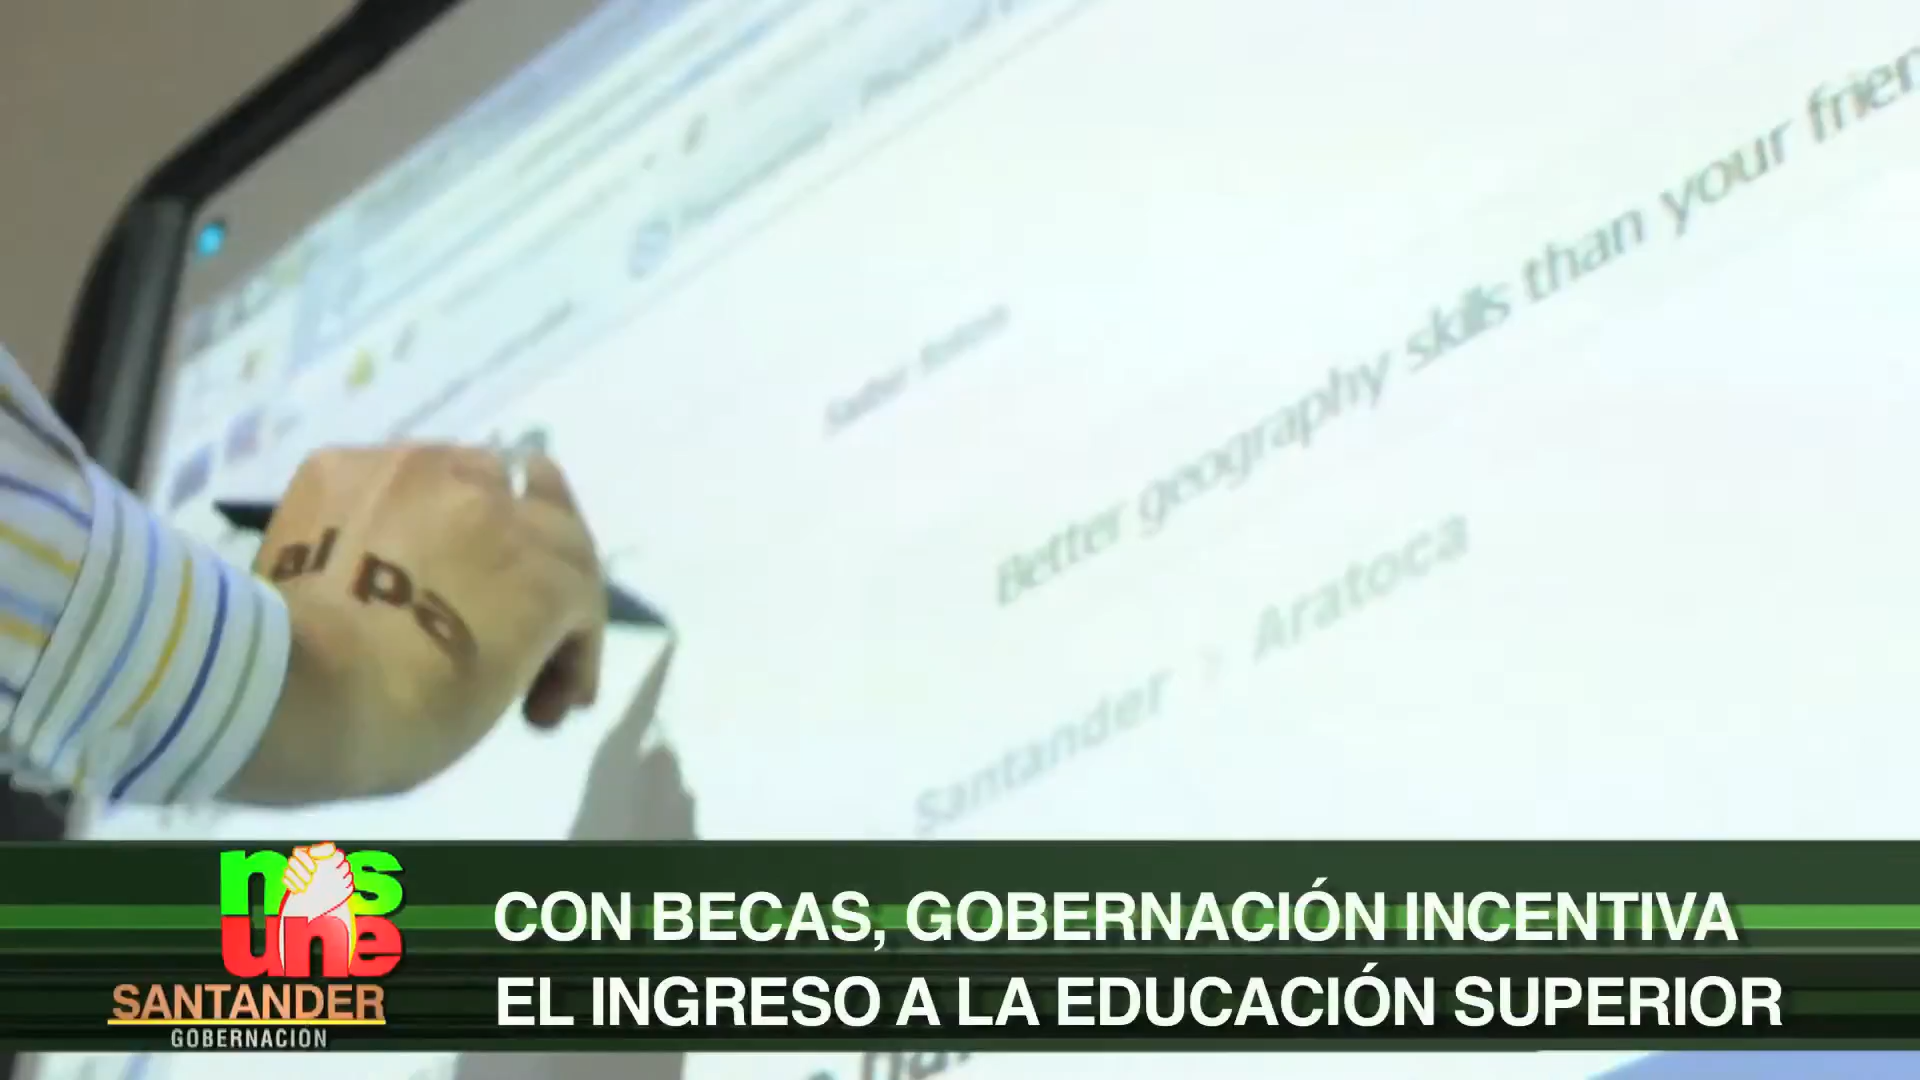 Better geography skills than your frien
Santander > Aratoca
al pa
nos
une
SANTANDER
GOBERNACIÓN
CON BECAS, GOBERNACIÓN INCENTIVA
EL INGRESO A LA EDUCACIÓN SUPERIOR